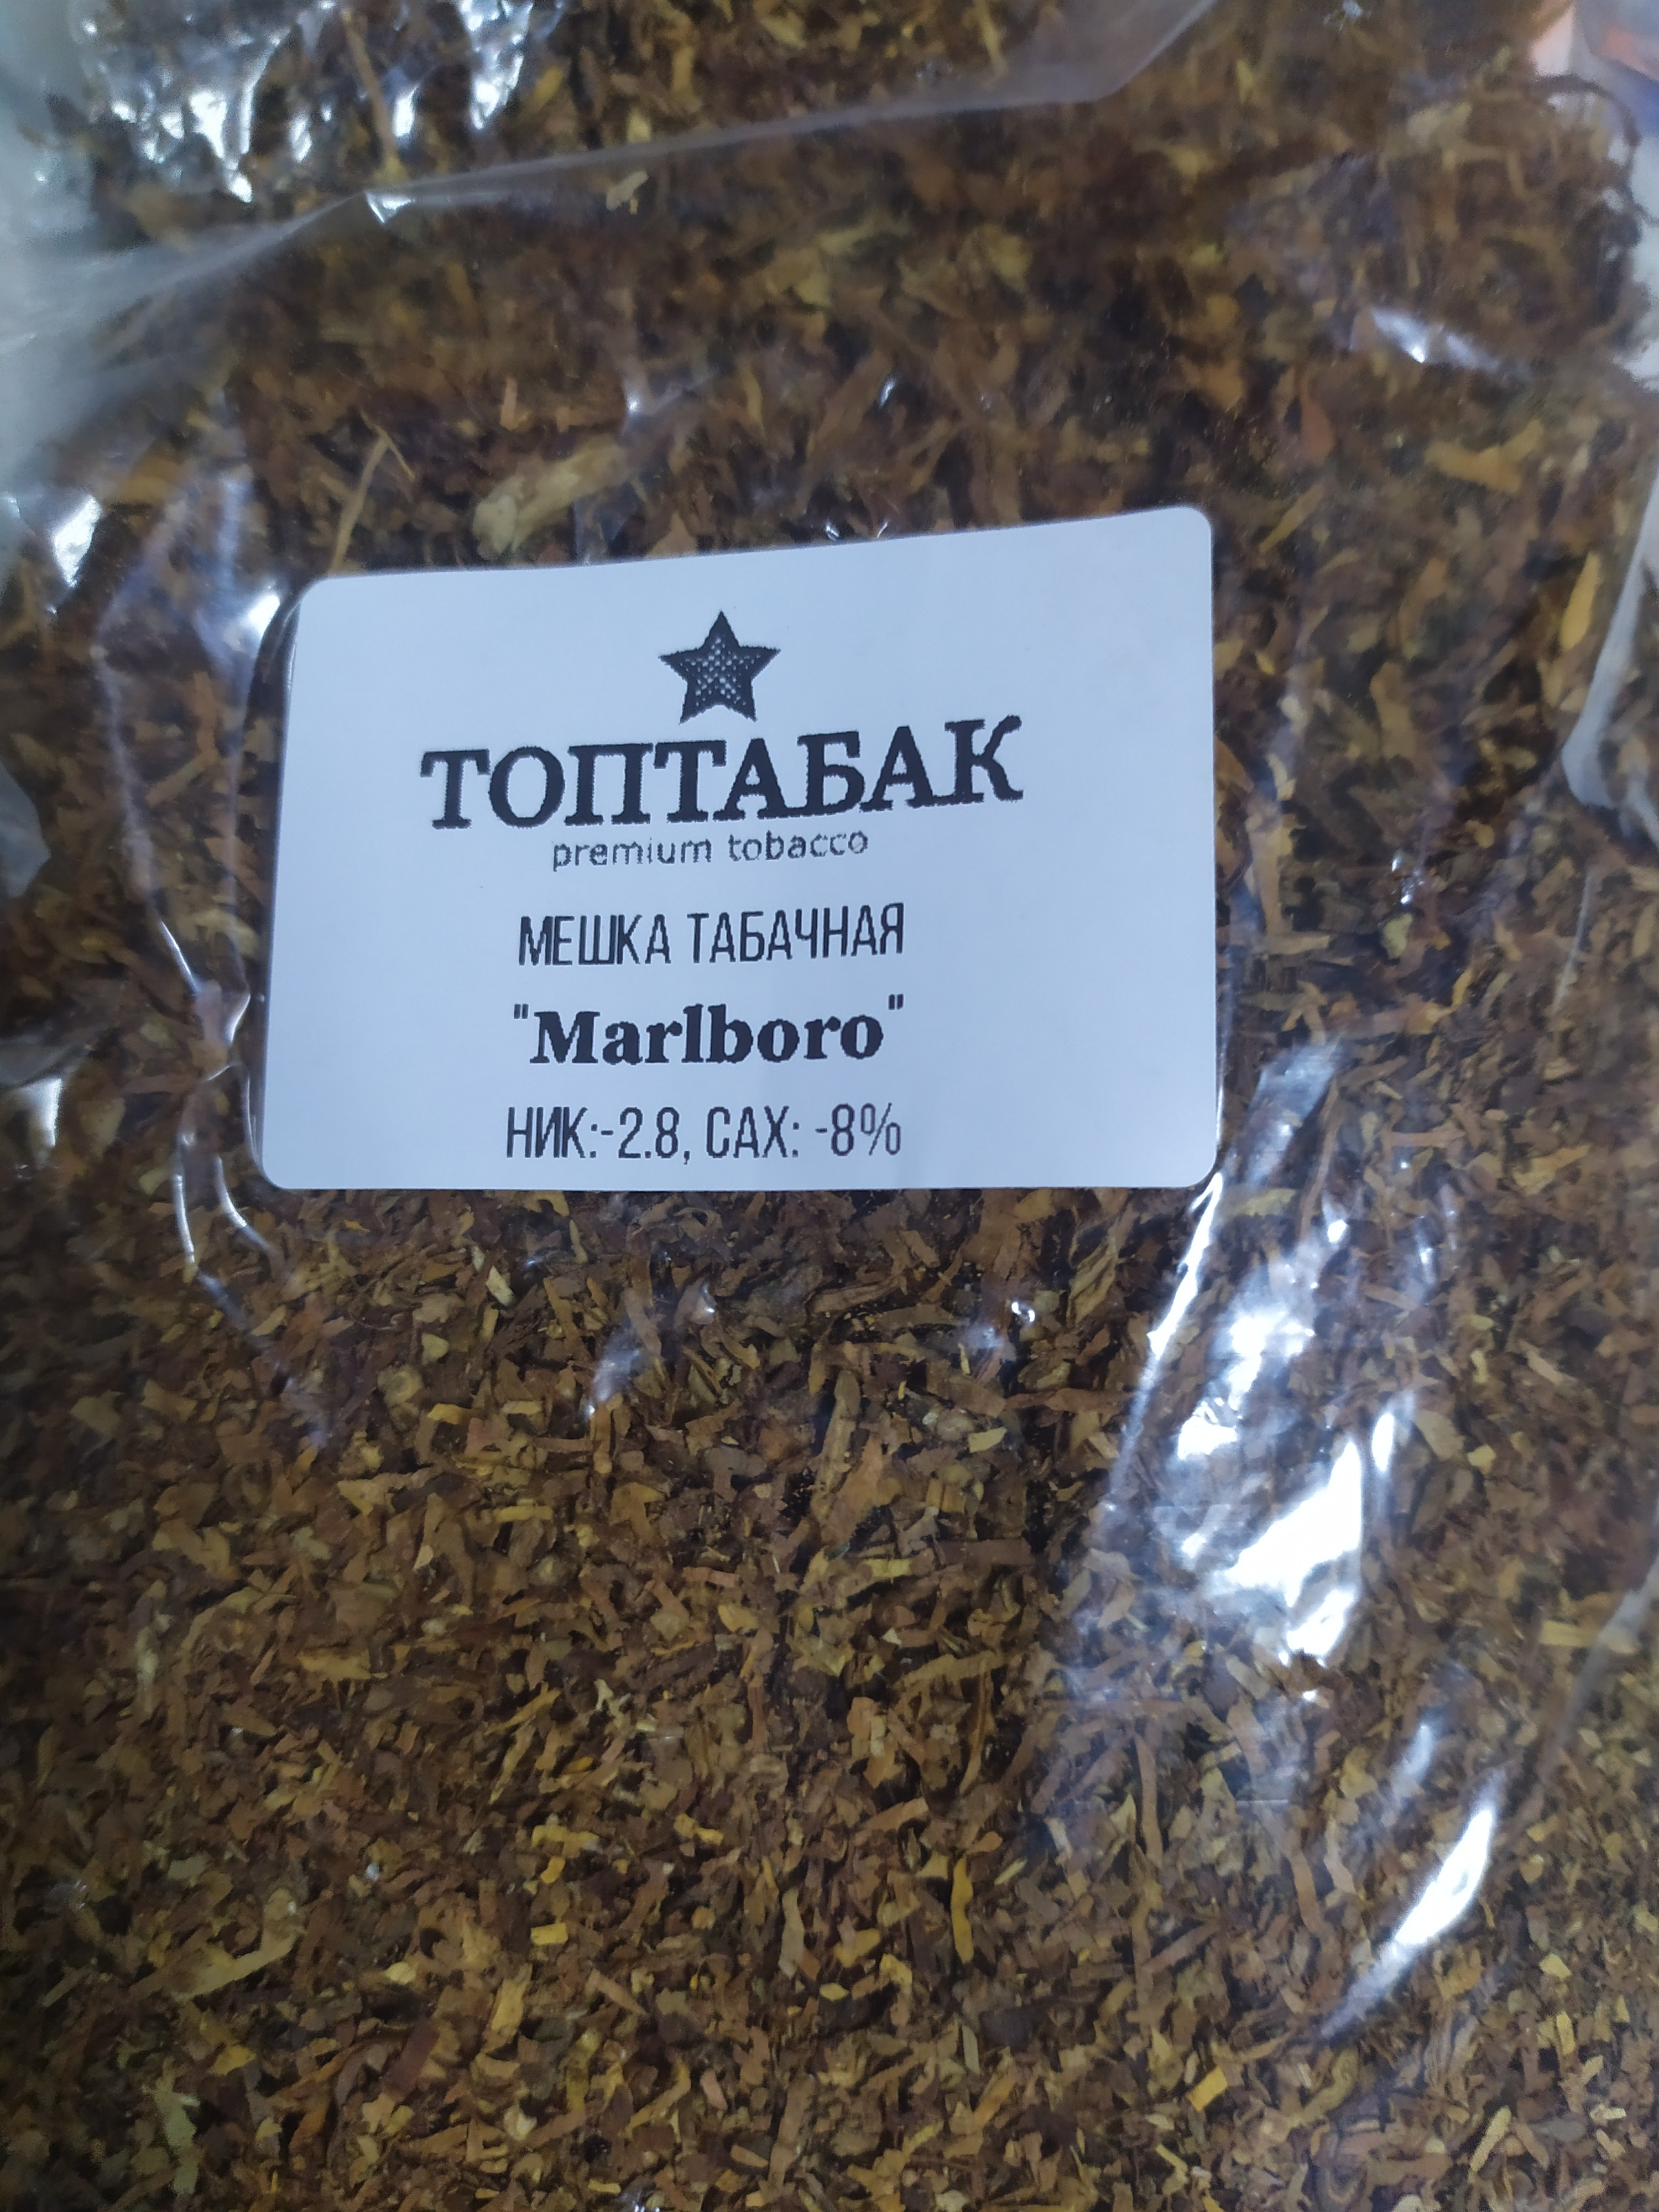 ТОПТАБАК
premium tobacco
МЕШКА ТАБАЧНАЯ
"Marlboro"
НИК:-2.8, САХ: -8%